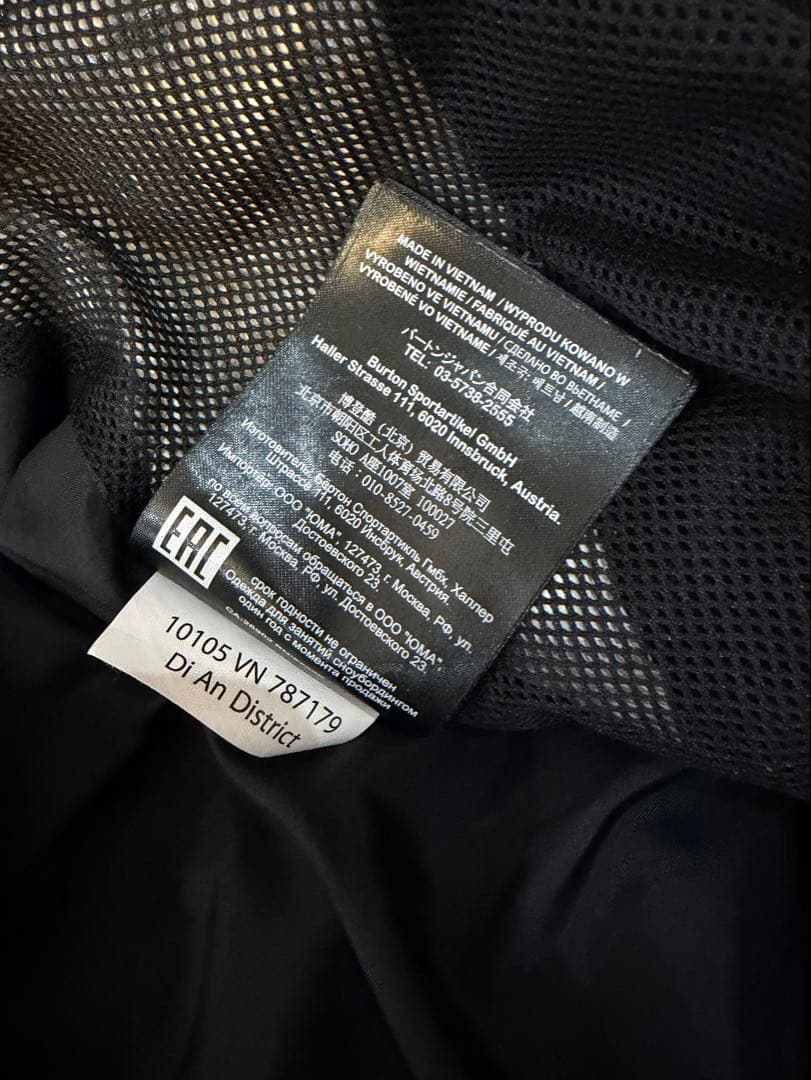 MADE IN VIETNAM / WYPRODU KOWANO W
WIETNAMIE / FABRIQUÉ AU VIETNAM /
VYROBENO VE VIETNAMU / СДЕЛАНО ВО ВЬЕТНАМЕ /
VYROBENÉ VO VIETNAME / 제조국: 베트남 / 越南制造
バートンジャパン合同会社
TEL: 03-5738-2555
Burton Sportartikel GmbH
Haller Strasse 111, 6020 Innsbruck, Austria.
博登酷（北京）贸易有限公司
北京市朝阳区工人体育场北路8号院三里屯
SOHO A座1007室 100027
电话：010-8527-0459
Изготовитель: Бартон Спортартикль Гмбх, Халлер
Штрассе 111, 6020 Инсбрук, Австрия.
Импортер: ООО "ЮМА", 127473, г. Москва, РФ, ул.
Достоевского 23.
по всем вопросам обращаться в ООО "ЮМА",
127473, г. Москва, РФ, ул. Достоевского 23.
EAC
срок годности не ограничен
Одежда для занятий сноубордингом
один год с момента продажи
10105 VN 787179
Di An District